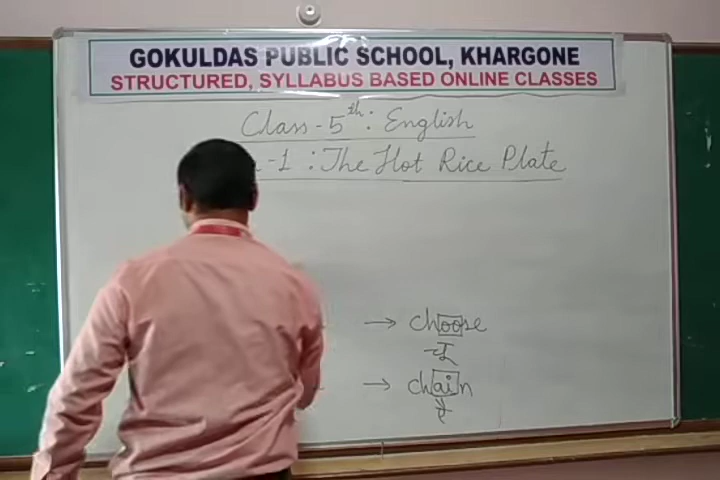 GOKULDAS PUBLIC SCHOOL, KHARGONE
STRUCTURED, SYLLABUS BASED ONLINE CLASSES
Class-5th: English
-1 : The Hot Rice Plate
→ choose
चू
→ chain